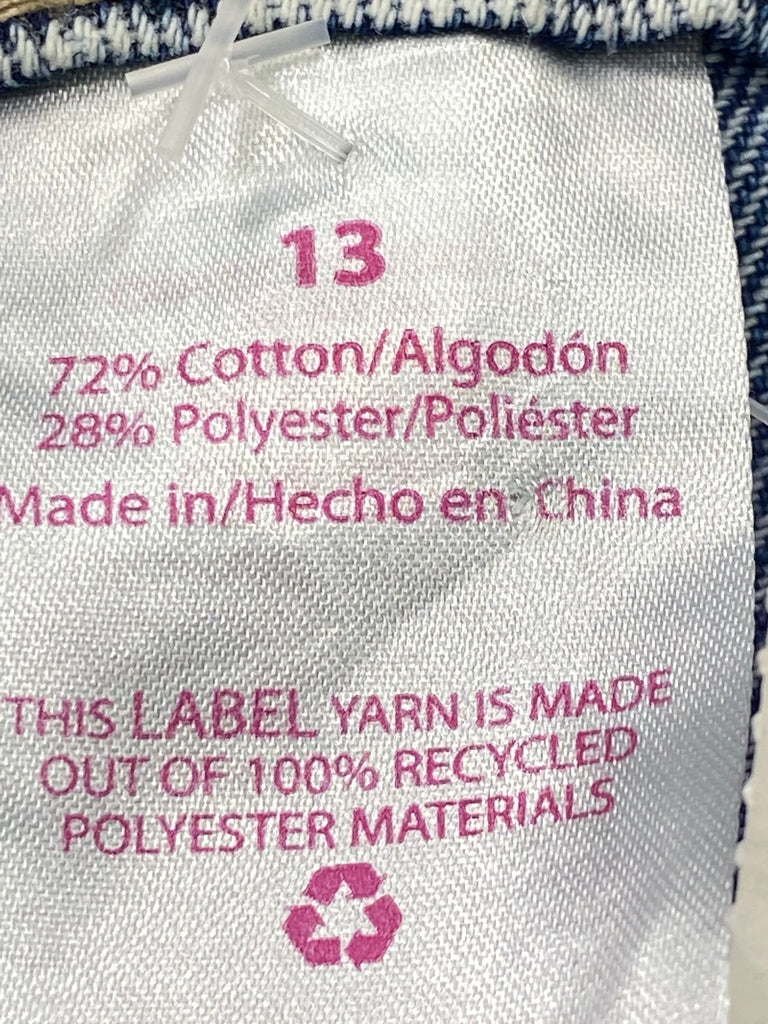 13
72% Cotton/Algodón
28% Polyester/Poliéster
Made in/Hecho en China
THIS LABEL YARN IS MADE
OUT OF 100% RECYCLED
POLYESTER MATERIALS